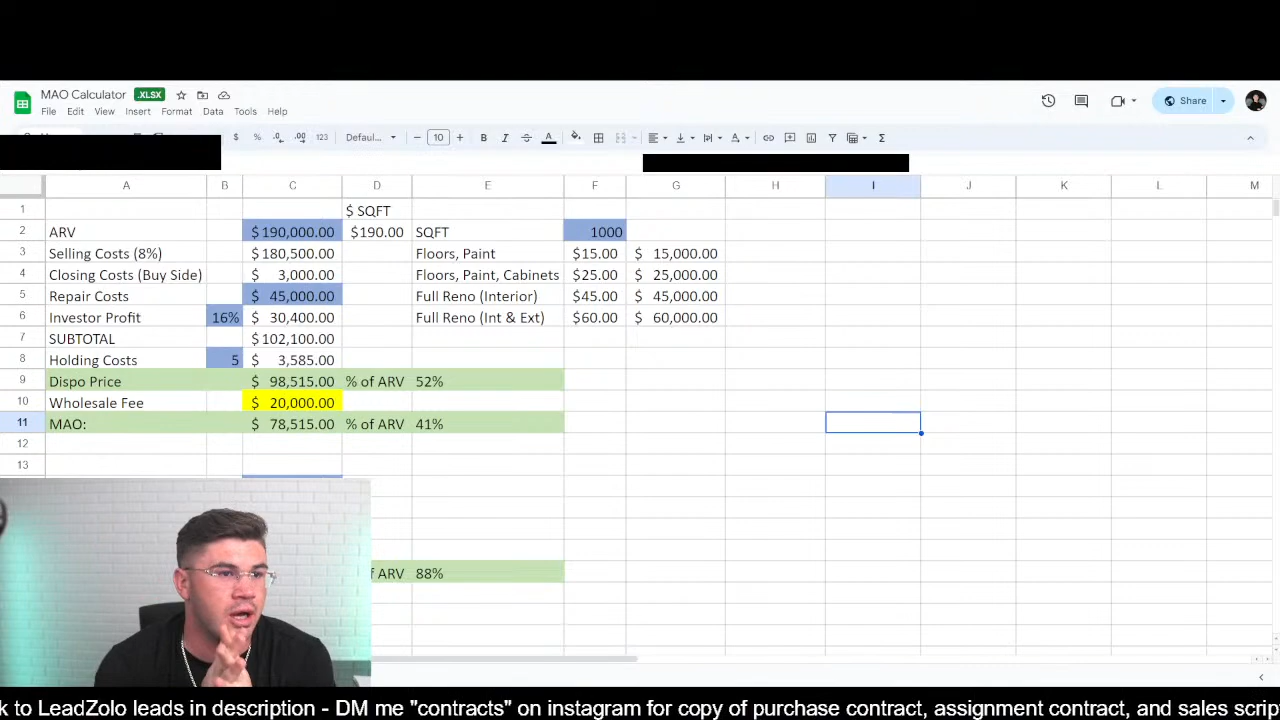 MAO Calculator .XLSX
Share
File Edit View Insert Format Data Tools Help
$ % .0 .00 123 Defaul... − 10 + B I A Σ
A B C D E F G H I J K L M
1 $ SQFT
2 ARV $190,000.00 $190.00 SQFT 1000
3 Selling Costs (8%) $180,500.00 Floors, Paint $15.00 $ 15,000.00
4 Closing Costs (Buy Side) $ 3,000.00 Floors, Paint, Cabinets $25.00 $ 25,000.00
5 Repair Costs $ 45,000.00 Full Reno (Interior) $45.00 $ 45,000.00
6 Investor Profit 16% $ 30,400.00 Full Reno (Int & Ext) $60.00 $ 60,000.00
7 SUBTOTAL $102,100.00
8 Holding Costs 5 $ 3,585.00
9 Dispo Price $ 98,515.00 % of ARV 52%
10 Wholesale Fee $ 20,000.00
11 MAO: $ 78,515.00 % of ARV 41%
12
13
ARV 88%
k to LeadZolo leads in description - DM me "contracts" on instagram for copy of purchase contract, assignment contract, and sales scrip